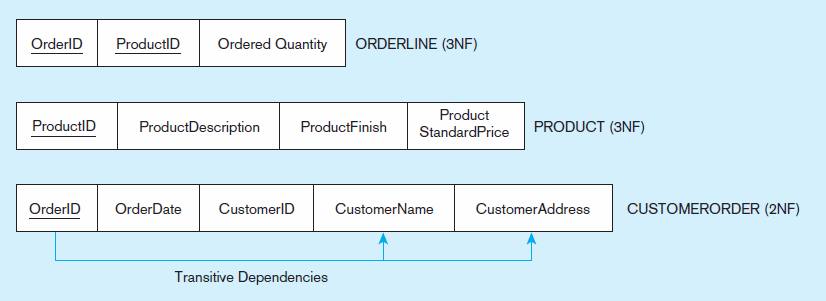 OrderID ProductID Ordered Quantity ORDERLINE (3NF)
ProductID ProductDescription ProductFinish Product StandardPrice PRODUCT (3NF)
OrderID OrderDate CustomerID CustomerName CustomerAddress CUSTOMERORDER (2NF)
Transitive Dependencies